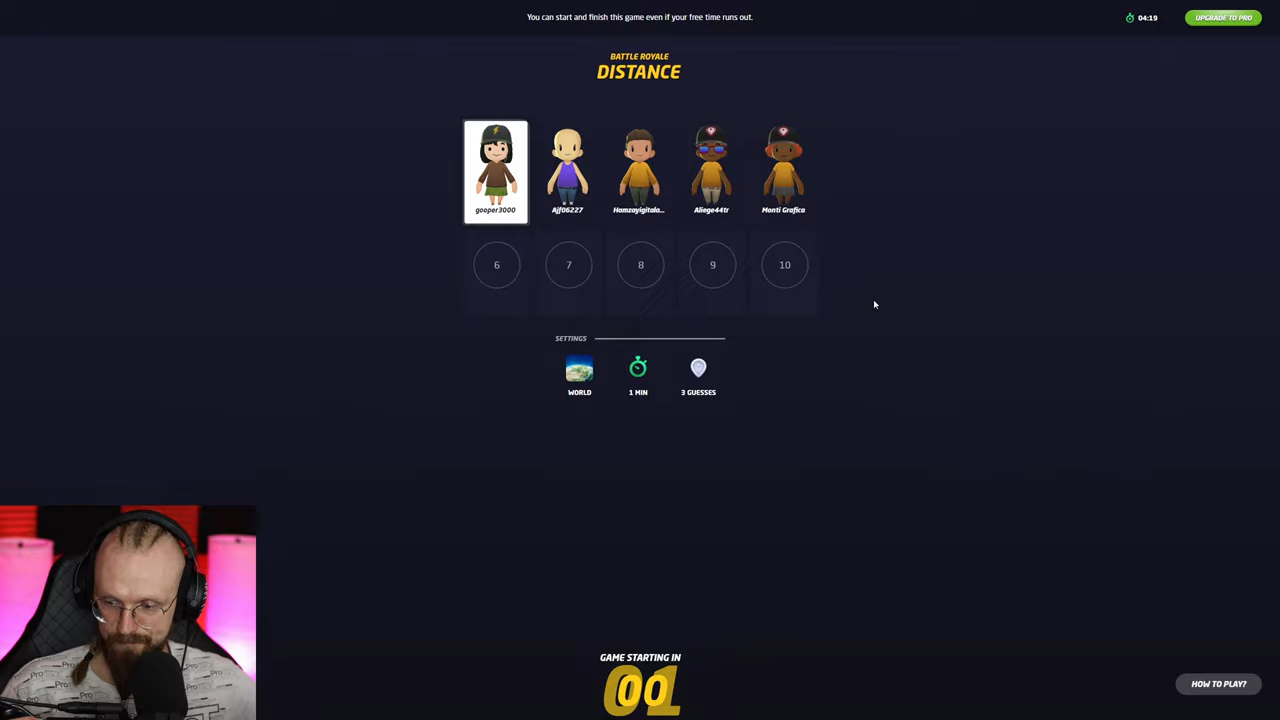 You can start and finish this game even if your free time runs out.
04:19
UPGRADE TO PRO
BATTLE ROYALE
DISTANCE
gooper3000
Ajf06227
Hamzayigitala...
Aliege44tr
Monti Grafica
6
7
8
9
10
SETTINGS
WORLD
1 MIN
3 GUESSES
GAME STARTING IN
HOW TO PLAY?